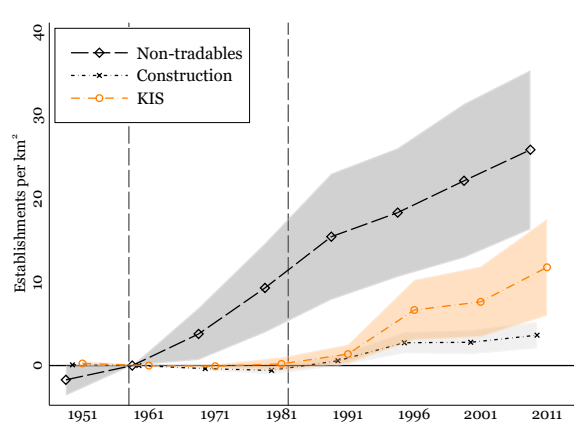 Non-tradables
Construction
KIS
Establishments per km²
40
30
20
10
0
1951 1961 1971 1981 1991 1996 2001 2011